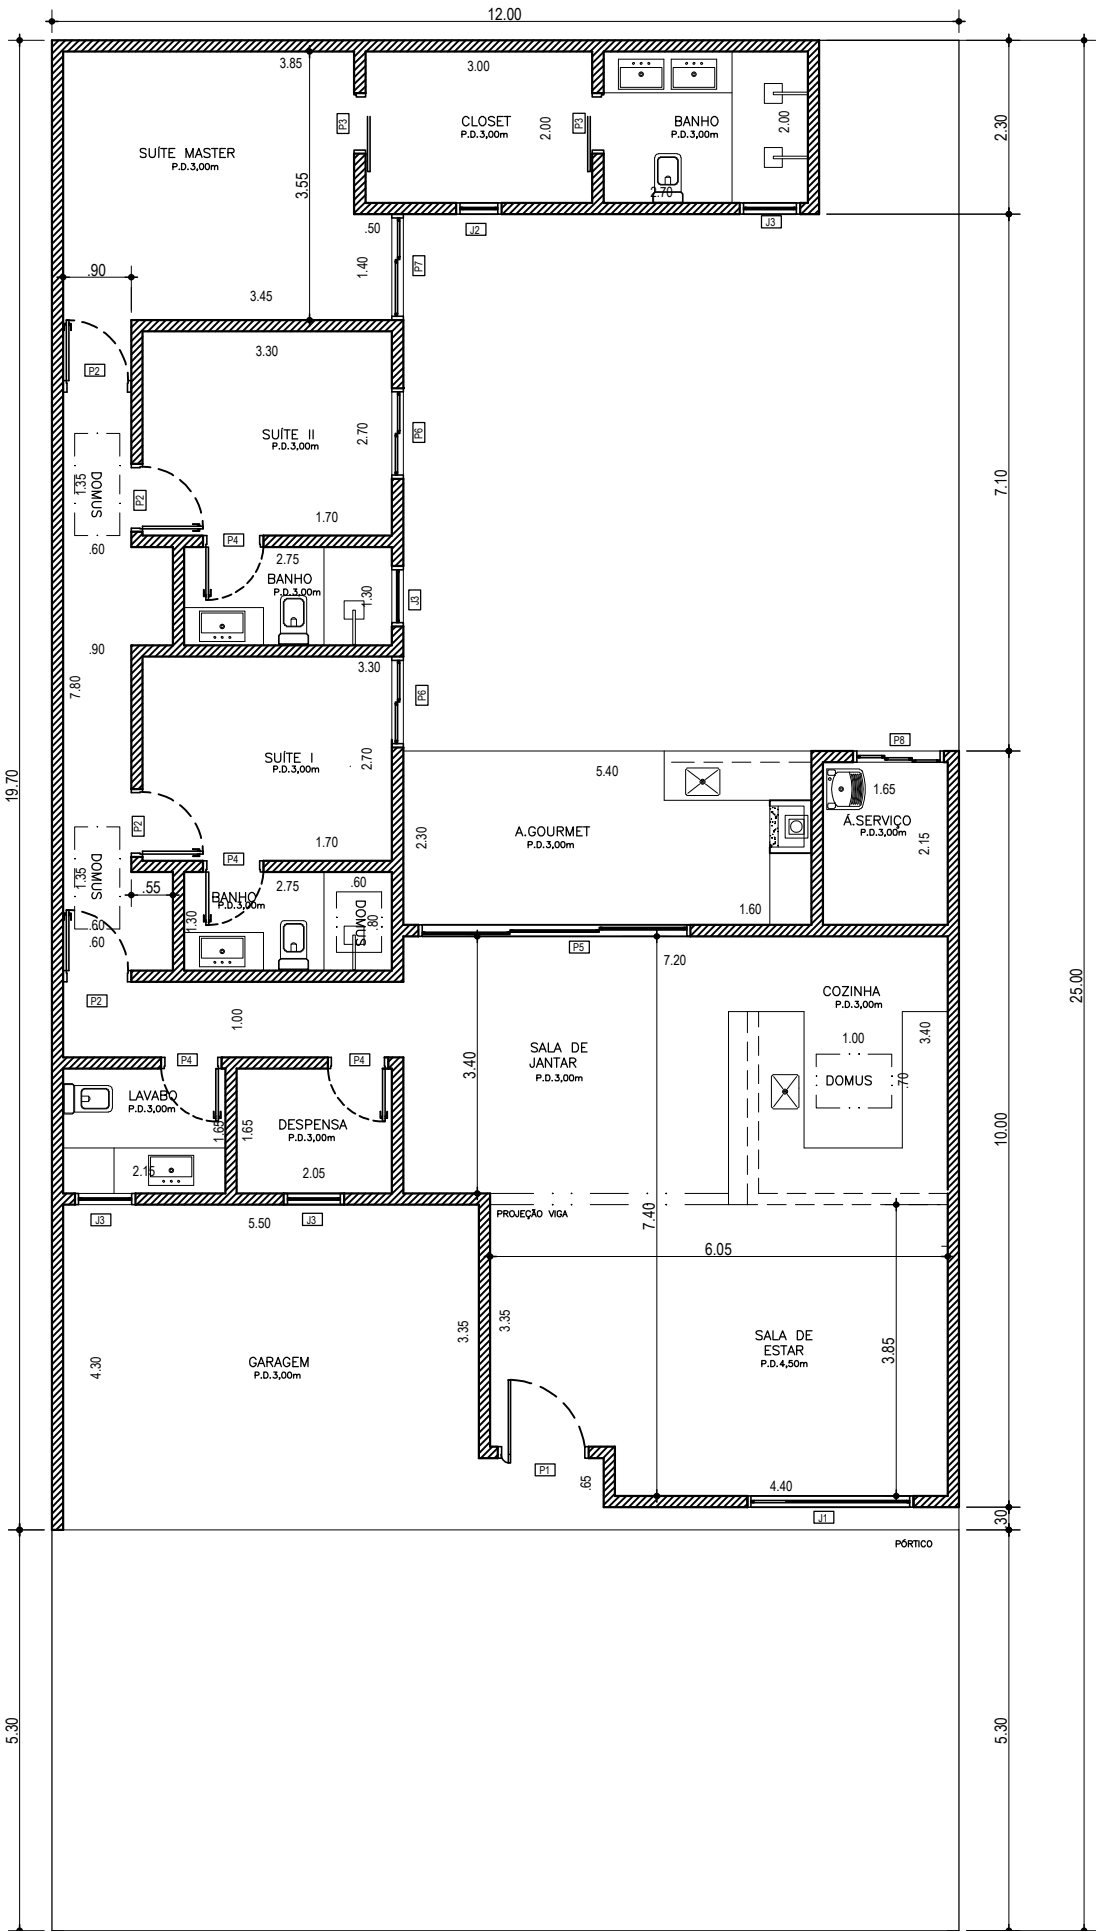 12.00
3.85
3.00
P3
CLOSET
P.D.3,00m
2.00
P3
BANHO
P.D.3,00m
2.00
2.30
SUÍTE MASTER
P.D.3,00m
3.55
2.70
.50
J2
J3
1.40
P7
.90
3.45
P2
3.30
SUÍTE II
P.D.3,00m
2.70
P6
1.35
DOMUS
P2
7.10
1.70
.60
P4
2.75
BANHO
P.D.3,00m
1.30
J3
.90
7.80
3.30
P6
SUÍTE I
P.D.3,00m
2.70
19.70
P8
5.40
1.65
A.GOURMET
P.D.3,00m
2.30
Á.SERVIÇO
P.D.3,00m
2.15
P2
1.70
P4
1.35
DOMUS
.55
BANHO
P.D.3,00m
2.75
.60
DOMUS
.80
1.30
.60
.60
1.60
P5
7.20
P2
1.00
COZINHA
P.D.3,00m
25.00
SALA DE
JANTAR
P.D.3,00m
3.40
1.00
3.40
DOMUS
.70
P4
P4
LAVABO
P.D.3,00m
1.65
1.65
DESPENSA
P.D.3,00m
2.15
2.05
10.00
J3
5.50
J3
PROJEÇÃO VIGA
7.40
6.05
3.35
3.35
SALA DE
ESTAR
P.D.4,50m
3.85
GARAGEM
P.D.3,00m
4.30
P1
.65
4.40
J1
.30
PÓRTICO
5.30
5.30